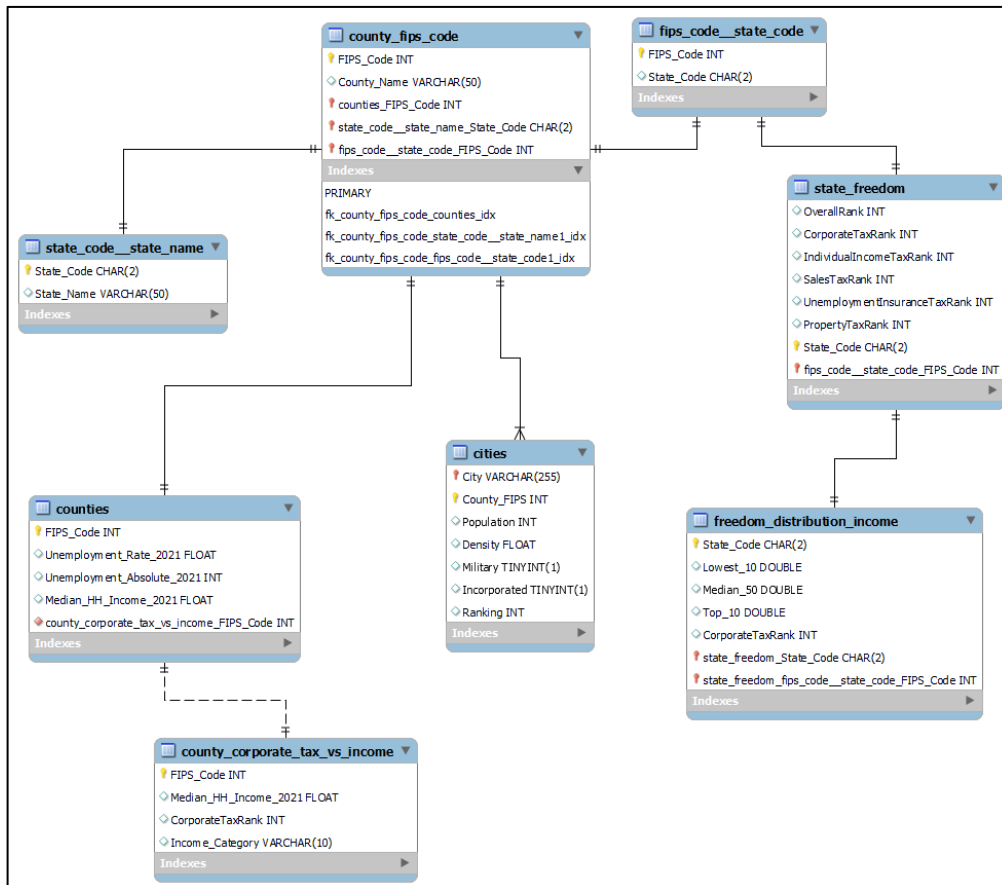 county_fips_code
FIPS_Code INT
County_Name VARCHAR(50)
counties_FIPS_Code INT
state_code__state_name_State_Code CHAR(2)
fips_code__state_code_FIPS_Code INT
Indexes
PRIMARY
fk_county_fips_code_counties_idx
fk_county_fips_code_state_code__state_name1_idx
fk_county_fips_code_fips_code__state_code1_idx
fips_code__state_code
FIPS_Code INT
State_Code CHAR(2)
Indexes
state_code__state_name
State_Code CHAR(2)
State_Name VARCHAR(50)
Indexes
state_freedom
OverallRank INT
CorporateTaxRank INT
IndividualIncomeTaxRank INT
SalesTaxRank INT
UnemploymentInsuranceTaxRank INT
PropertyTaxRank INT
State_Code CHAR(2)
fips_code__state_code_FIPS_Code INT
Indexes
cities
City VARCHAR(255)
County_FIPS INT
Population INT
Density FLOAT
Military TINYINT(1)
Incorporated TINYINT(1)
Ranking INT
Indexes
counties
FIPS_Code INT
Unemployment_Rate_2021 FLOAT
Unemployment_Absolute_2021 INT
Median_HH_Income_2021 FLOAT
county_corporate_tax_vs_income_FIPS_Code INT
Indexes
freedom_distribution_income
State_Code CHAR(2)
Lowest_10 DOUBLE
Median_50 DOUBLE
Top_10 DOUBLE
CorporateTaxRank INT
state_freedom_State_Code CHAR(2)
state_freedom_fips_code__state_code_FIPS_Code INT
Indexes
county_corporate_tax_vs_income
FIPS_Code INT
Median_HH_Income_2021 FLOAT
CorporateTaxRank INT
Income_Category VARCHAR(10)
Indexes